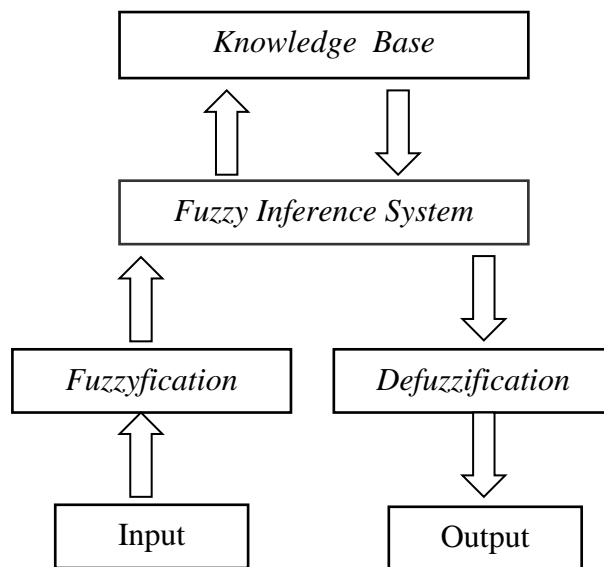 Knowledge Base
Fuzzy Inference System
Fuzzyfication
Defuzzification
Input
Output